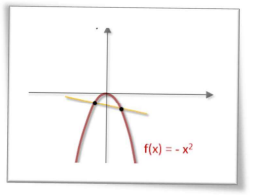 f(x) = - x²